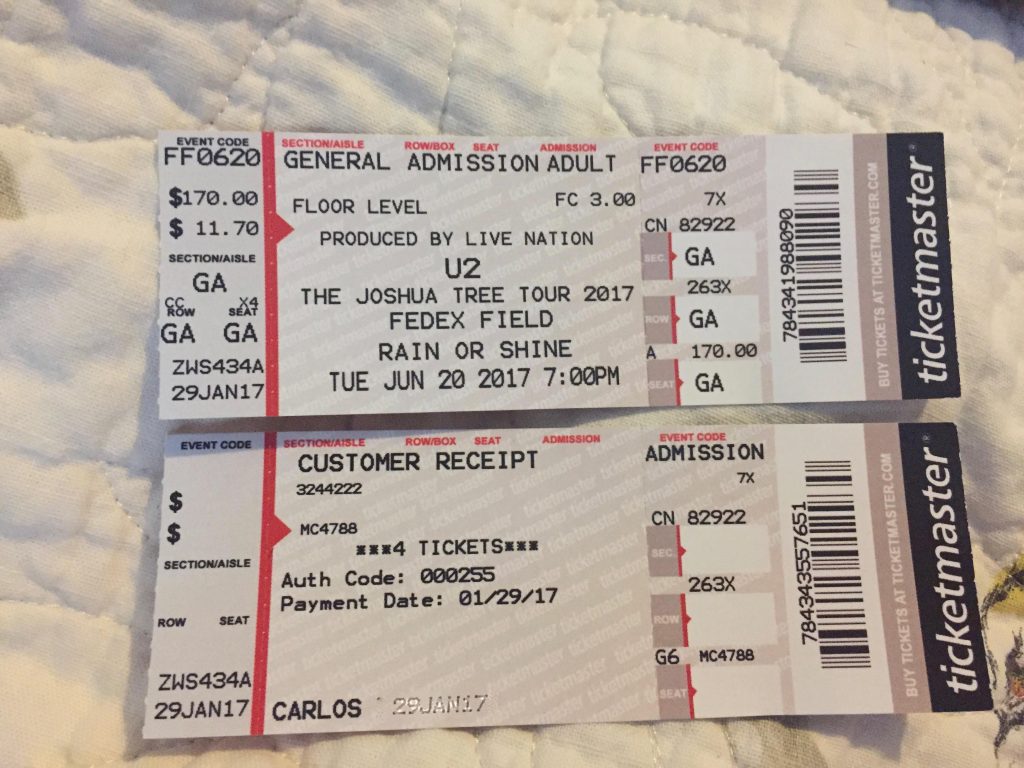 EVENT CODE
FF0620
$170.00
$ 11.70
SECTION/AISLE
GA
CC X4
ROW SEAT
GA GA
ZWS434A
29JAN17
SECTION/AISLE ROW/BOX SEAT ADMISSION EVENT CODE
GENERAL ADMISSION ADULT FF0620
FLOOR LEVEL FC 3.00 7X
PRODUCED BY LIVE NATION
U2
THE JOSHUA TREE TOUR 2017
FEDEX FIELD
RAIN OR SHINE
TUE JUN 20 2017 7:00PM
CN 82922
SEC. GA
263X
ROW GA
A 170.00
SEAT GA
784341988090
BUY TICKETS AT TICKETMASTER.COM
ticketmaster®
EVENT CODE
$
$
SECTION/AISLE
ROW SEAT
ZWS434A
29JAN17
SECTION/AISLE ROW/BOX SEAT ADMISSION EVENT CODE
CUSTOMER RECEIPT ADMISSION
3244222 7X
MC4788
***4 TICKETS***
Auth Code: 000255
Payment Date: 01/29/17
CARLOS 29JAN17
CN 82922
SEC.
263X
ROW
G6 MC4788
SEAT
784343557651
BUY TICKETS AT TICKETMASTER.COM
ticketmaster®